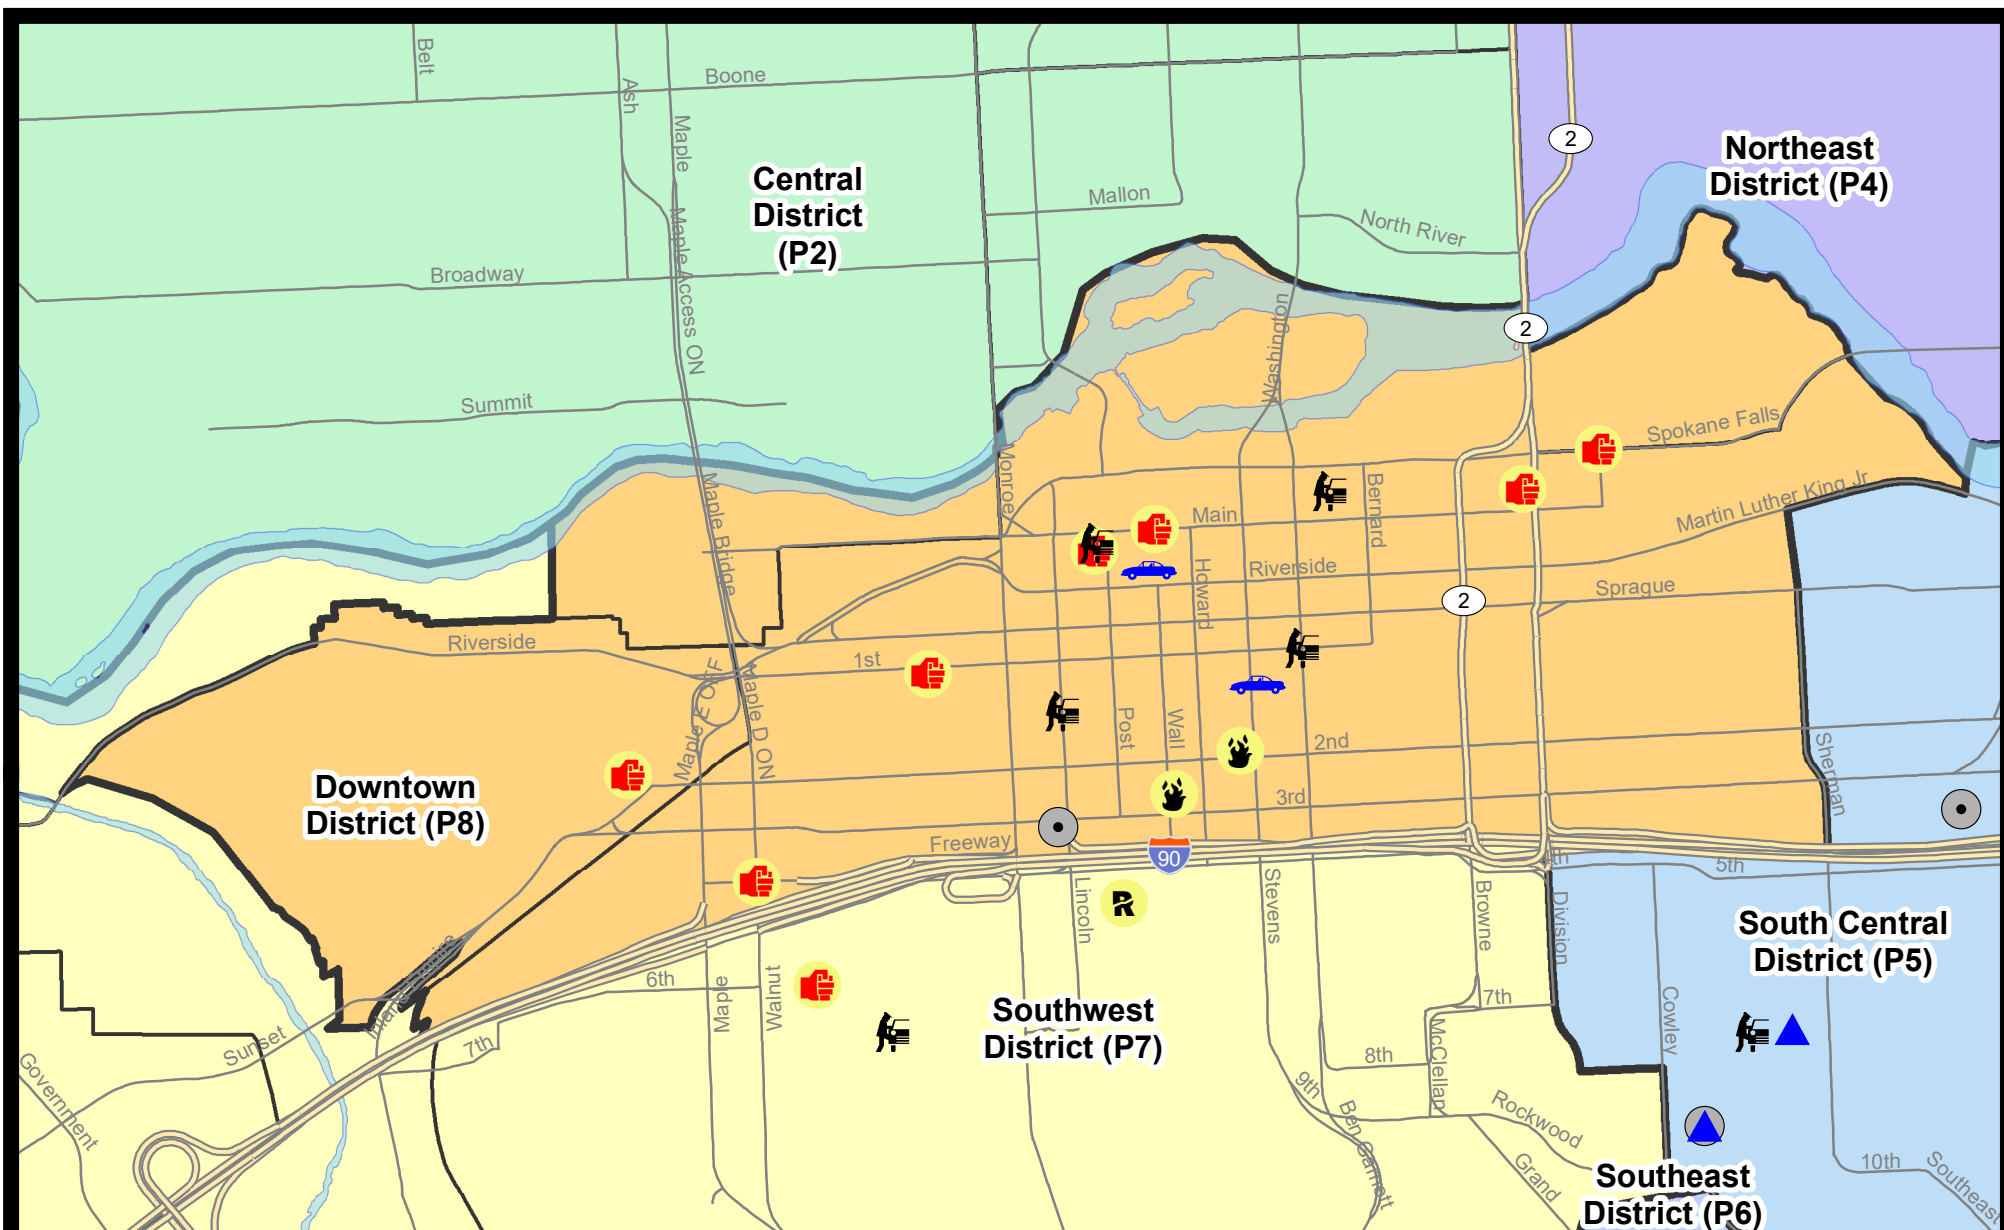 Belt
Ash
Boone
Maple
Maple Access ON
Central
District
(P2)
Mallon
North River
2
Northeast
District (P4)
Broadway
Washington
2
Summit
Spokane Falls
Monroe
Maple Bridge
Bernard
Main
Martin Luther King Jr
Howard
Riverside
Sprague
2
Riverside
1st
Maple E OFF
Maple D ON
Post
Wall
2nd
Sherman
Downtown
District (P8)
3rd
Freeway
90
4th
5th
Lincoln
Stevens
Browne
Division
R
South Central
District (P5)
6th
Maple
Walnut
Southwest
District (P7)
7th
Cowley
Sunset
7th
Government
8th
McClellan
9th
Ben Garnett
Rockwood
Grand
10th
Southeast
Southeast
District (P6)